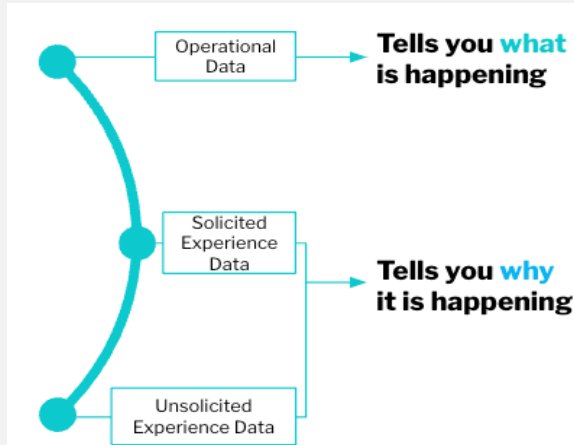 Operational
Data
Tells you what
is happening
Solicited
Experience
Data
Tells you why
it is happening
Unsolicited
Experience Data